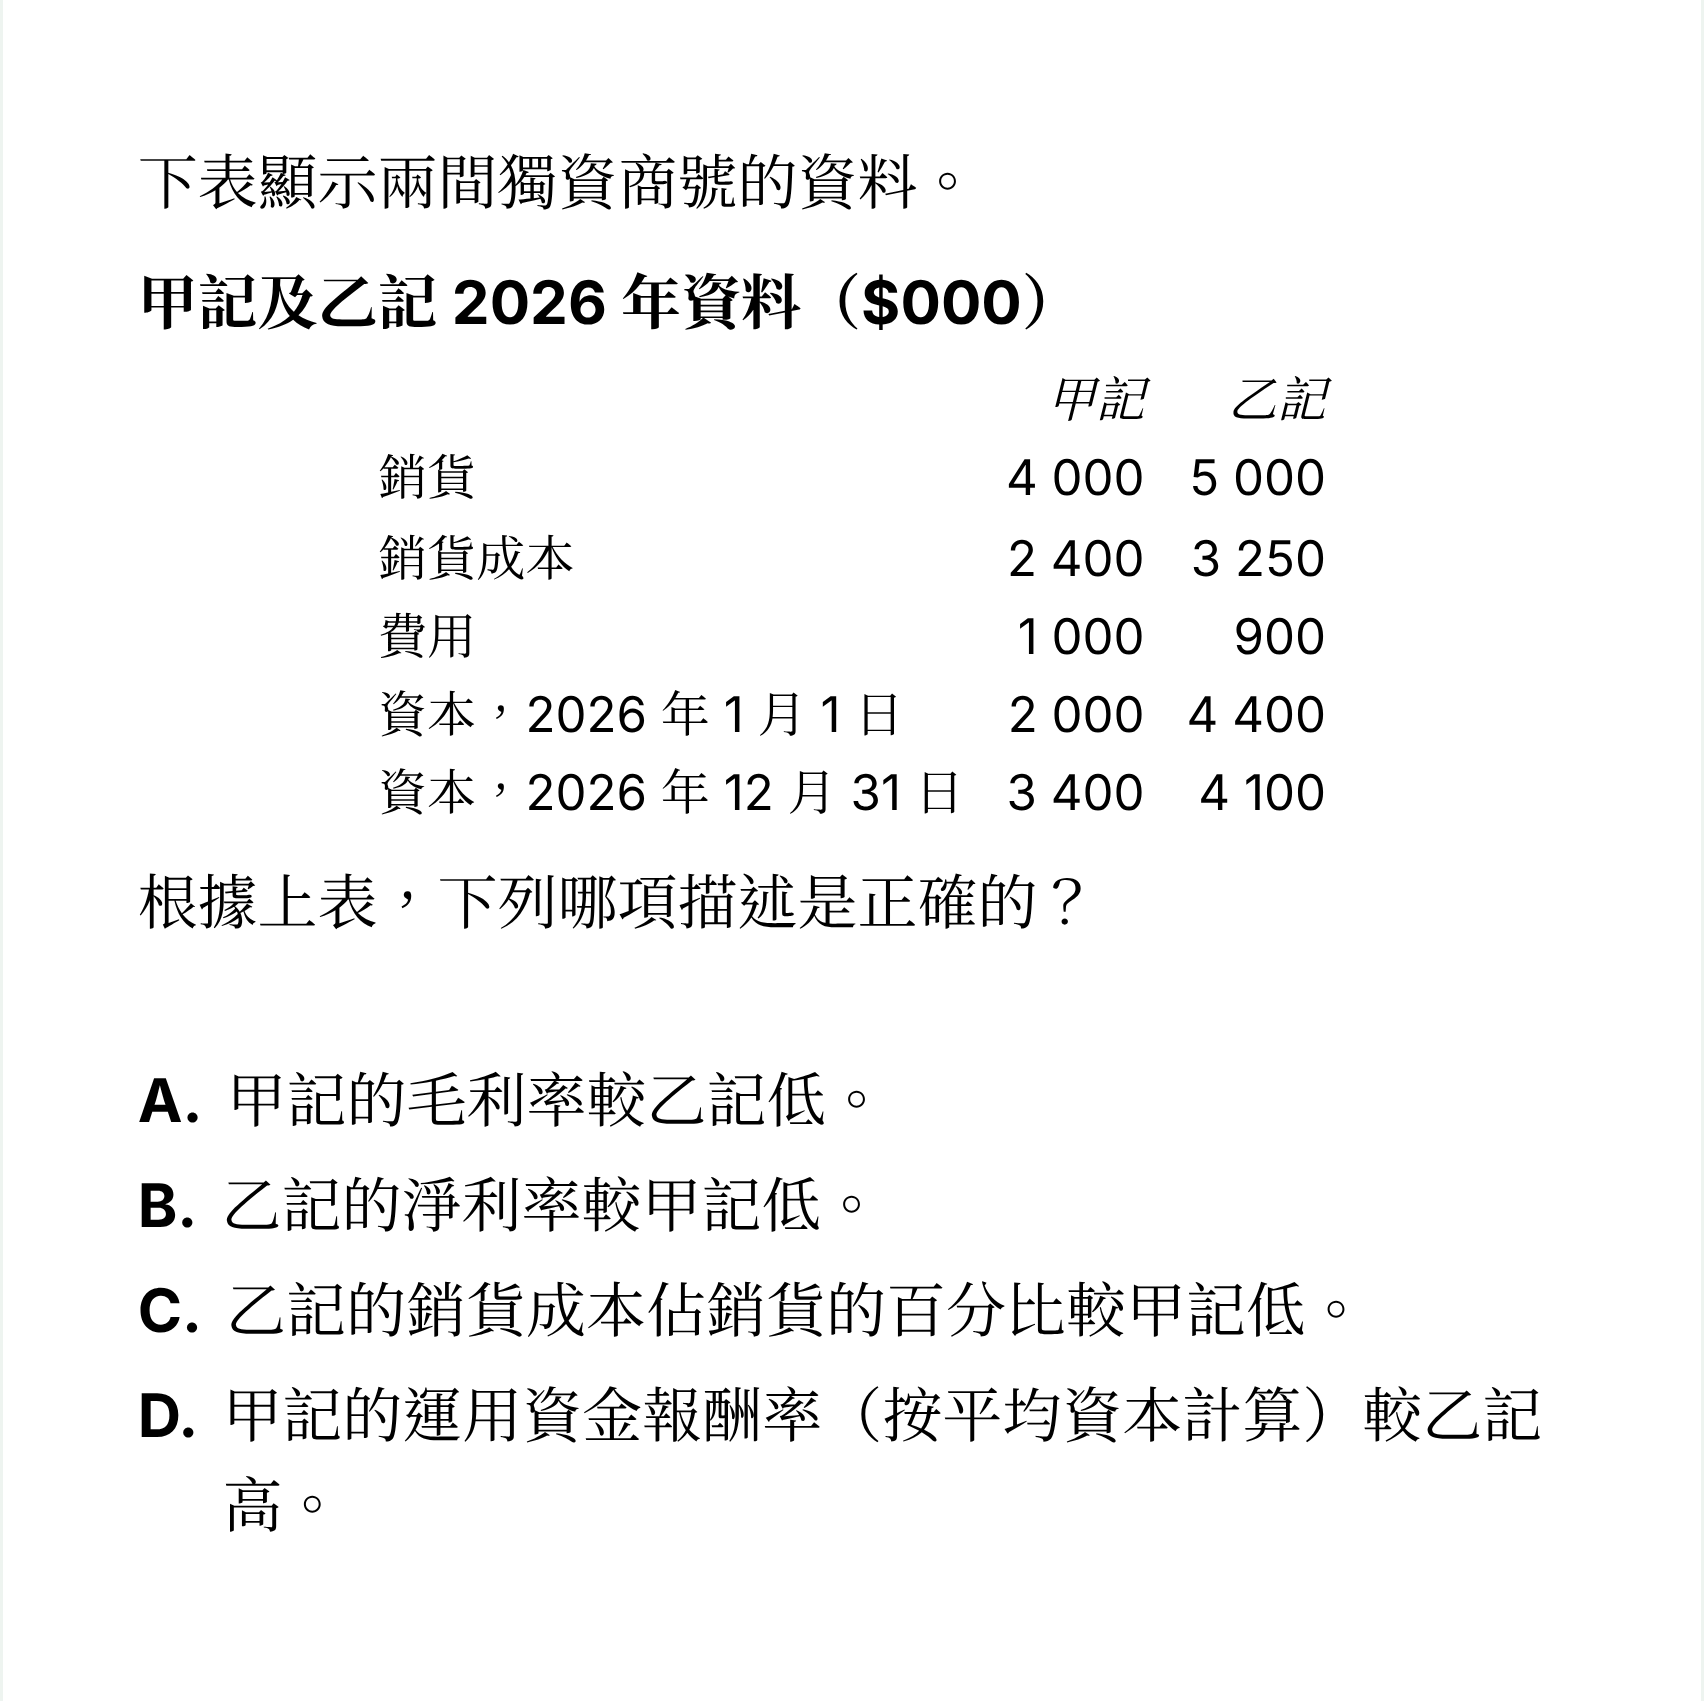 下表顯示兩間獨資商號的資料。
甲記及乙記 2026 年資料（$000）
甲記 乙記
銷貨 4 000 5 000
銷貨成本 2 400 3 250
費用 1 000 900
資本，2026 年 1 月 1 日 2 000 4 400
資本，2026 年 12 月 31 日 3 400 4 100
根據上表，下列哪項描述是正確的？
A. 甲記的毛利率較乙記低。
B. 乙記的淨利率較甲記低。
C. 乙記的銷貨成本佔銷貨的百分比較甲記低。
D. 甲記的運用資金報酬率（按平均資本計算）較乙記
高。